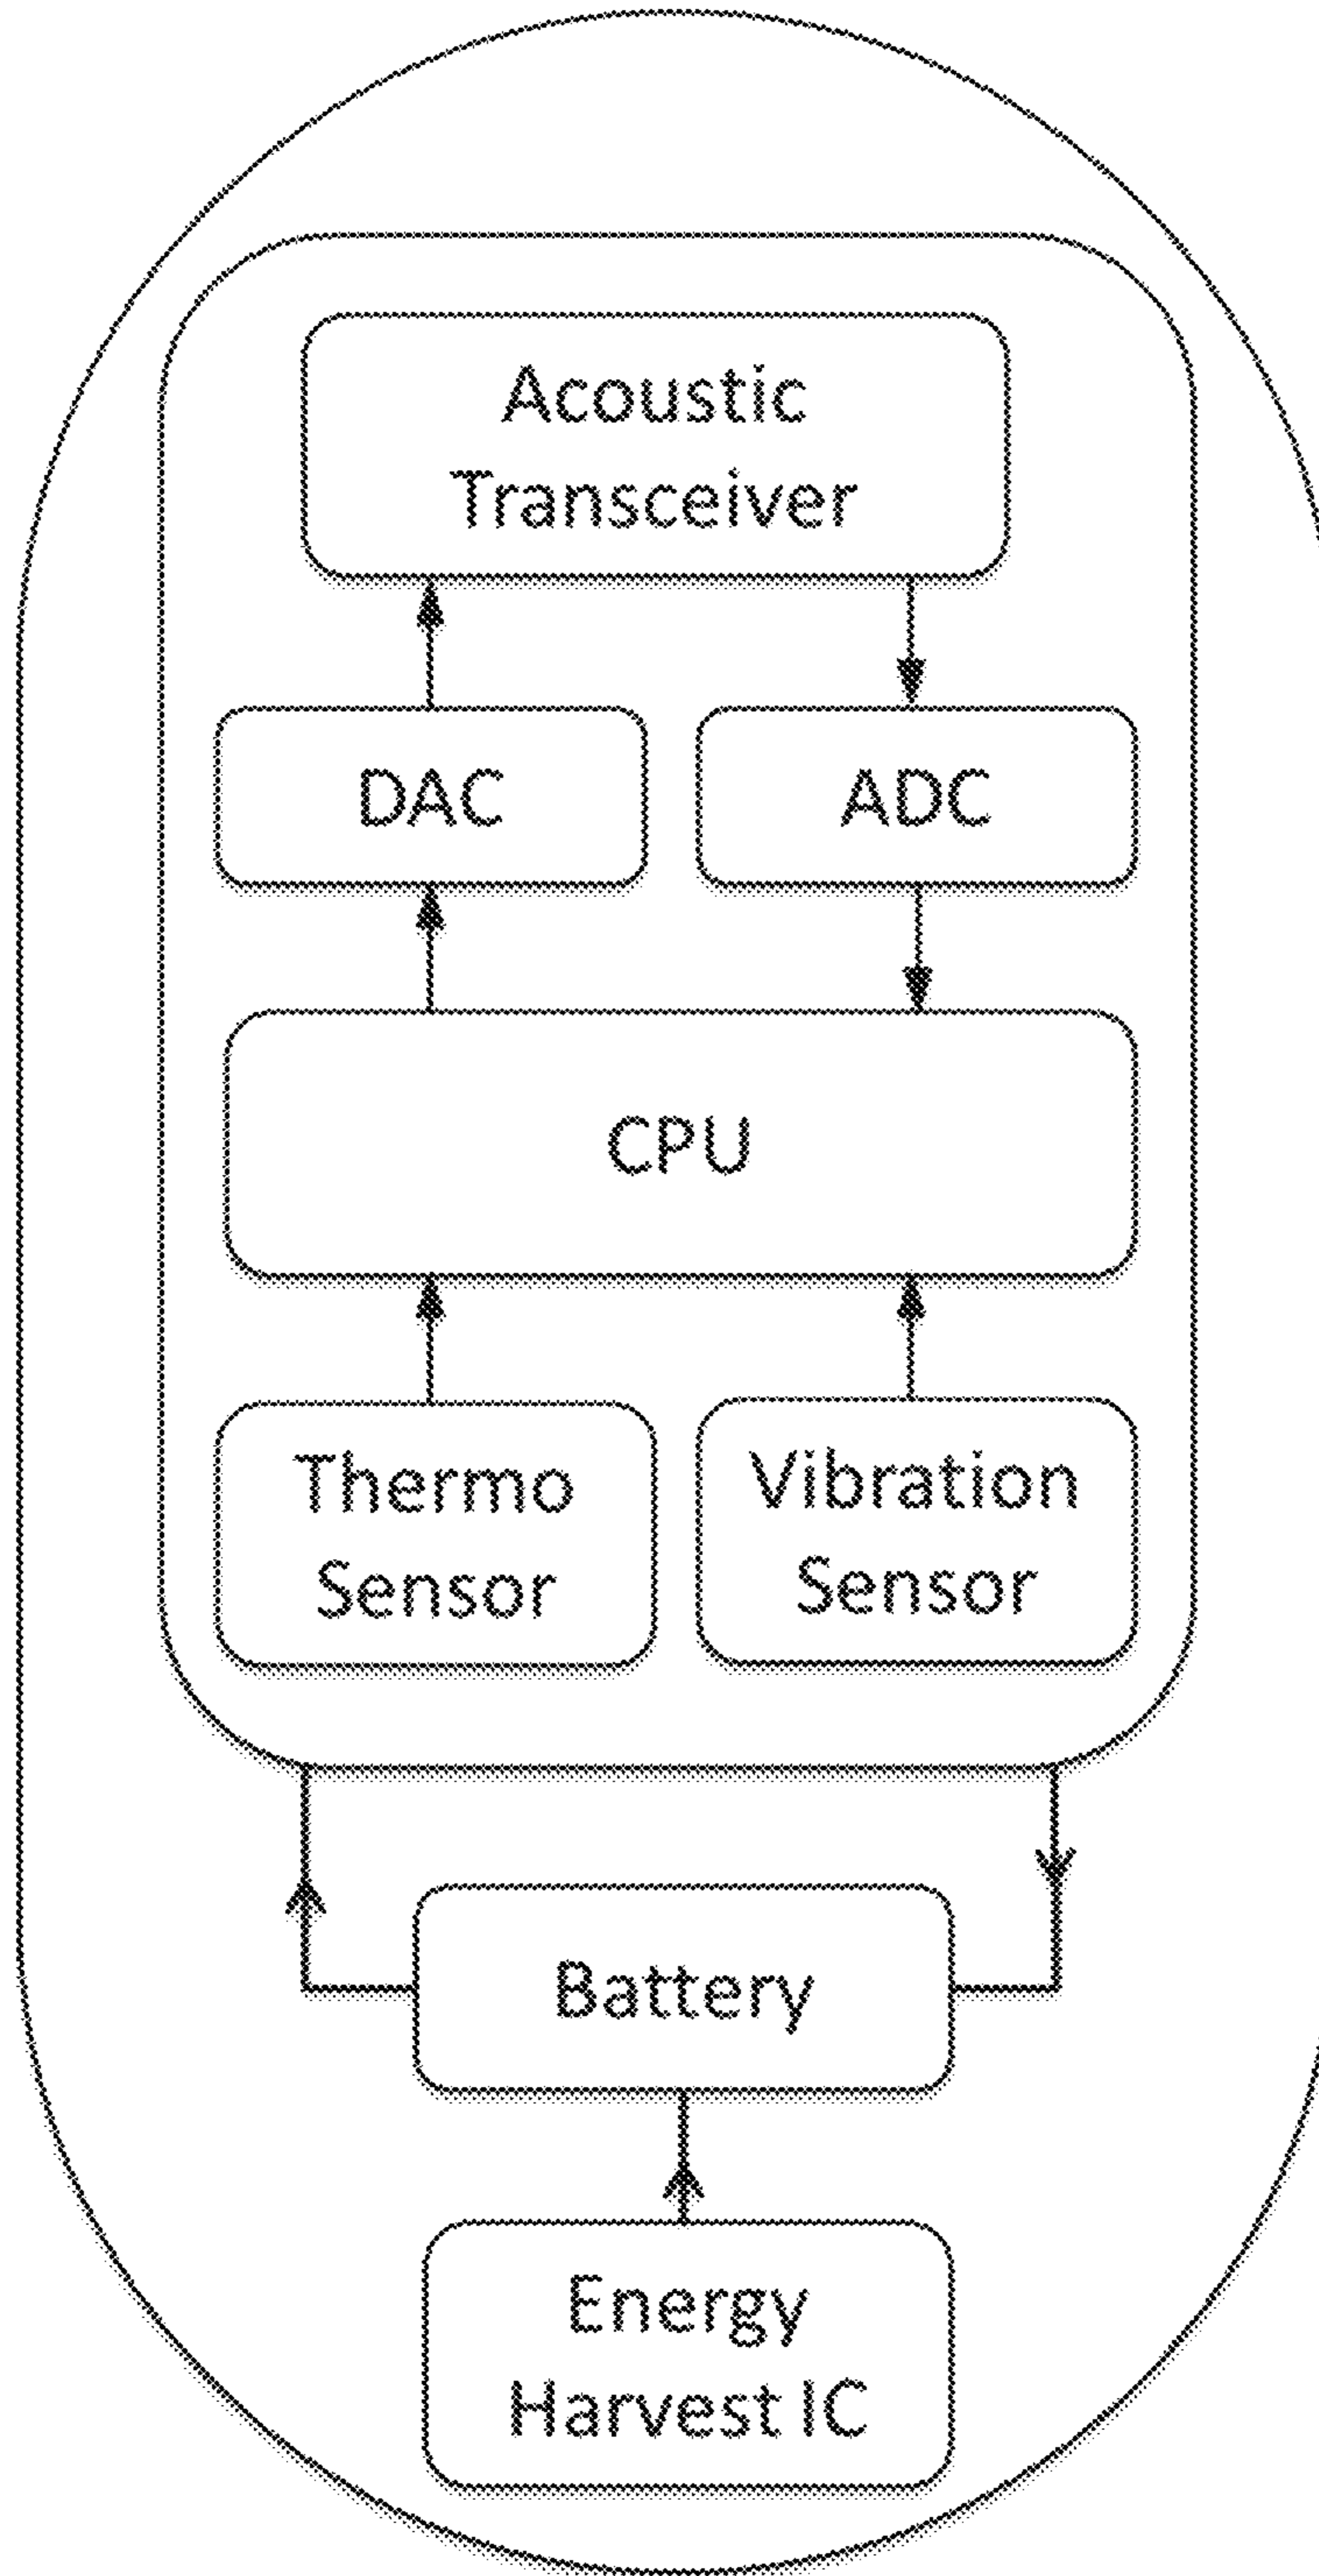 Acoustic
Transceiver
DAC
ADC
CPU
Thermo
Sensor
Vibration
Sensor
Battery
Energy
Harvest IC